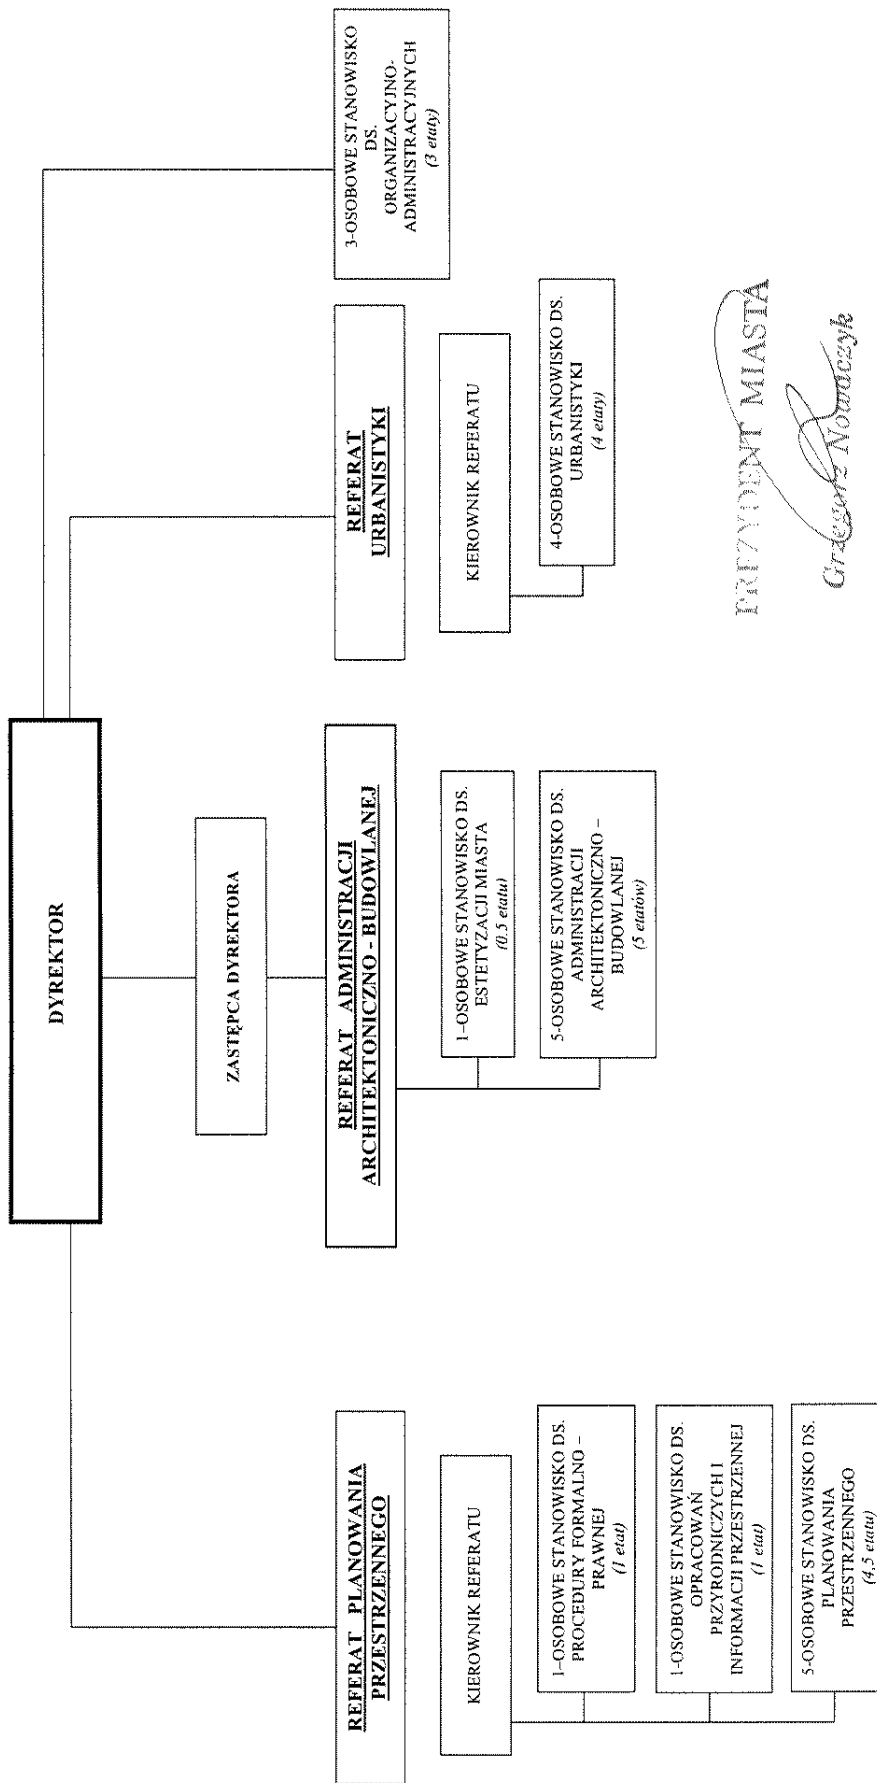 DYREKTOR
ZASTĘPCA DYREKTORA
REFERAT PLANOWANIA
PRZESTRZENNEGO
KIEROWNIK REFERATU
1-OSOBOWE STANOWISKO DS.
PROCEDURY FORMALNO –
PRAWNEJ
(1 etat)
1-OSOBOWE STANOWISKO DS.
OPRACOWAŃ
PRZYRODNICZYCH I
INFORMACJI PRZESTRZENNEJ
(1 etat)
5-OSOBOWE STANOWISKO DS.
PLANOWANIA
PRZESTRZENNEGO
(4,5 etatu)
REFERAT ADMINISTRACJI
ARCHITEKTONICZNO - BUDOWLANEJ
1–OSOBOWE STANOWISKO DS.
ESTETYZACJI MIASTA
(0,5 etatu)
5-OSOBOWE STANOWISKO DS.
ADMINISTRACJI
ARCHITEKTONICZNO –
BUDOWLANEJ
(5 etatów)
REFERAT
URBANISTYKI
KIEROWNIK REFERATU
4-OSOBOWE STANOWISKO DS.
URBANISTYKI
(4 etaty)
3-OSOBOWE STANOWISKO
DS.
ORGANIZACYJNO-
ADMINISTRACYJNYCH
(3 etaty)
PREZYDENT MIASTA
Grzegorz Nowaczyk